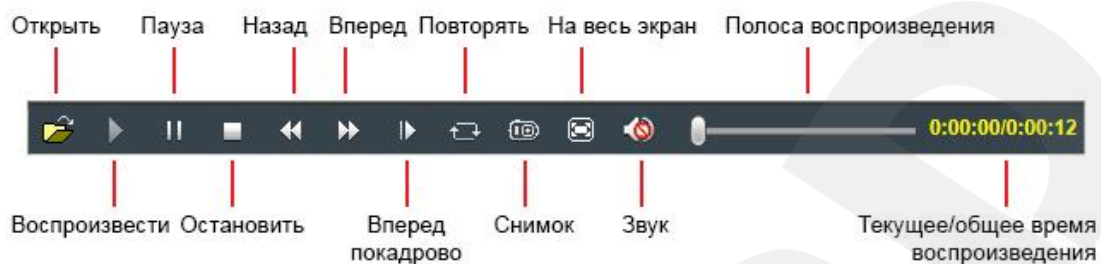 Открыть Пауза Назад Вперед Повторять На весь экран Полоса воспроизведения
0:00:00/0:00:12
Воспроизвести Остановить Вперед покадрово Снимок Звук Текущее/общее время воспроизведения